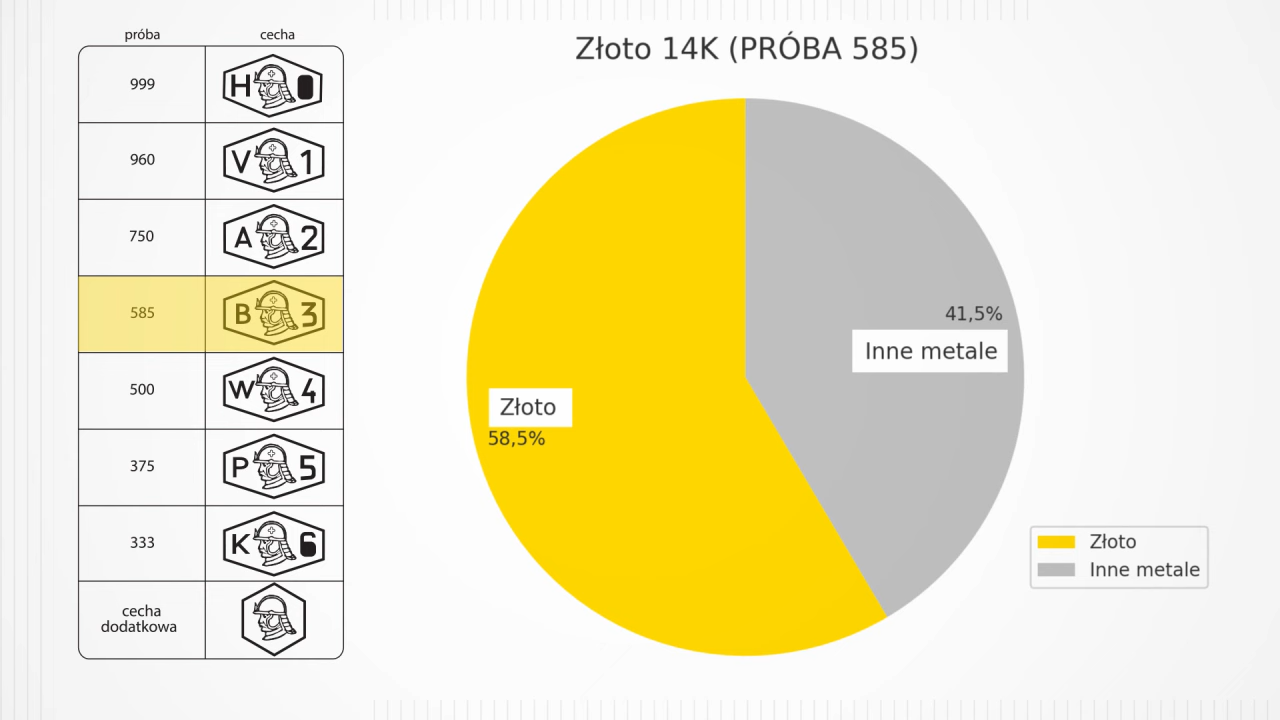 próba cecha
999 H 0
960 V 1
750 A 2
585 B 3
500 W 4
375 P 5
333 K 6
cecha
dodatkowa
Złoto 14K (PRÓBA 585)
41,5%
Inne metale
Złoto
58,5%
Złoto
Inne metale